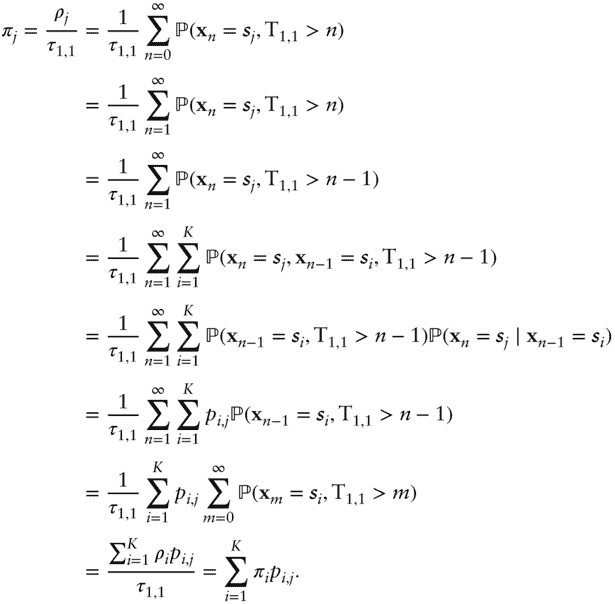 π_j = ρ_j / τ_{1,1} = 1/τ_{1,1} ∑_{n=0}^{∞} ℙ(𝐱_n = s_j, T_{1,1} > n)
= 1/τ_{1,1} ∑_{n=1}^{∞} ℙ(𝐱_n = s_j, T_{1,1} > n)
= 1/τ_{1,1} ∑_{n=1}^{∞} ℙ(𝐱_n = s_j, T_{1,1} > n − 1)
= 1/τ_{1,1} ∑_{n=1}^{∞} ∑_{i=1}^{K} ℙ(𝐱_n = s_j, 𝐱_{n−1} = s_i, T_{1,1} > n − 1)
= 1/τ_{1,1} ∑_{n=1}^{∞} ∑_{i=1}^{K} ℙ(𝐱_{n−1} = s_i, T_{1,1} > n − 1)ℙ(𝐱_n = s_j ∣ 𝐱_{n−1} = s_i)
= 1/τ_{1,1} ∑_{n=1}^{∞} ∑_{i=1}^{K} p_{i,j}ℙ(𝐱_{n−1} = s_i, T_{1,1} > n − 1)
= 1/τ_{1,1} ∑_{i=1}^{K} p_{i,j} ∑_{m=0}^{∞} ℙ(𝐱_m = s_i, T_{1,1} > m)
= ∑_{i=1}^{K} ρ_i p_{i,j} / τ_{1,1} = ∑_{i=1}^{K} π_i p_{i,j}.